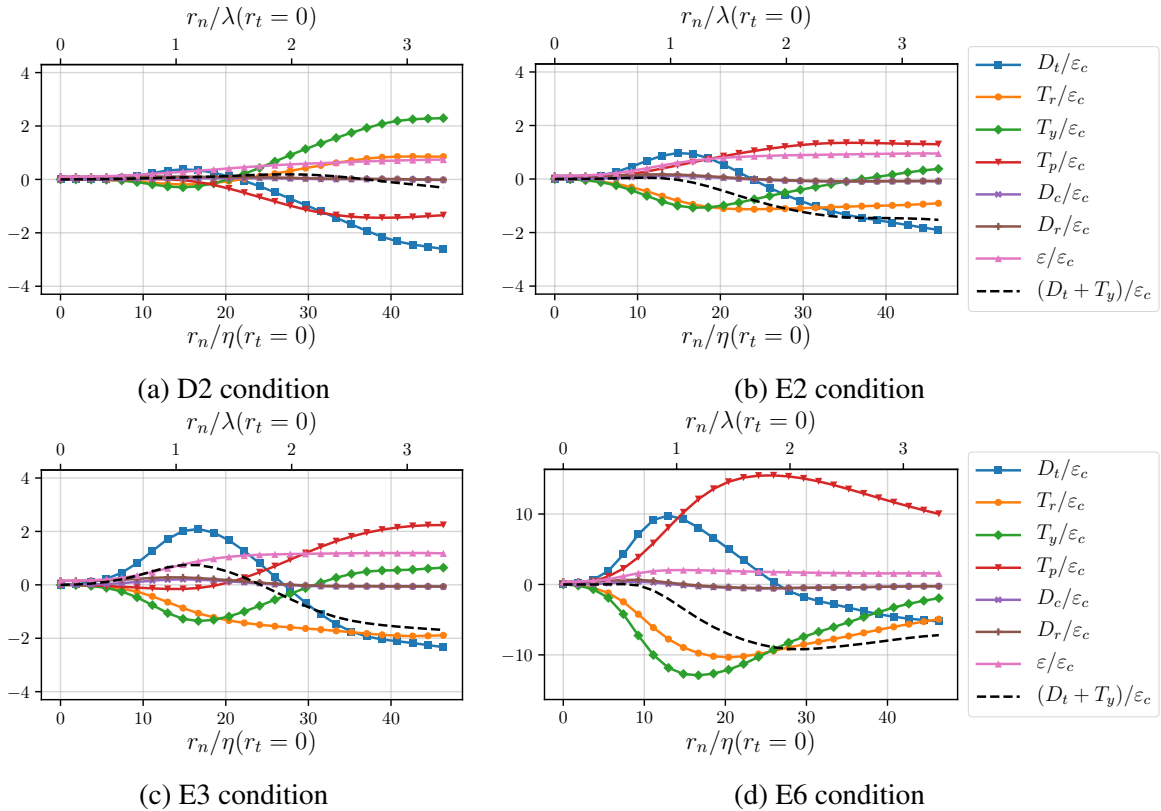 r_n/λ(r_t = 0)
0 1 2 3
4
2
0
−2
−4
0 10 20 30 40
r_n/η(r_t = 0)
(a) D2 condition
r_n/λ(r_t = 0)
0 1 2 3
4
2
0
−2
−4
0 10 20 30 40
r_n/η(r_t = 0)
(b) E2 condition
D_t/ε_c
T_r/ε_c
T_y/ε_c
T_p/ε_c
D_c/ε_c
D_r/ε_c
ε/ε_c
(D_t + T_y)/ε_c
r_n/λ(r_t = 0)
0 1 2 3
4
2
0
−2
−4
0 10 20 30 40
r_n/η(r_t = 0)
(c) E3 condition
r_n/λ(r_t = 0)
0 1 2 3
10
0
−10
0 10 20 30 40
r_n/η(r_t = 0)
(d) E6 condition
D_t/ε_c
T_r/ε_c
T_y/ε_c
T_p/ε_c
D_c/ε_c
D_r/ε_c
ε/ε_c
(D_t + T_y)/ε_c